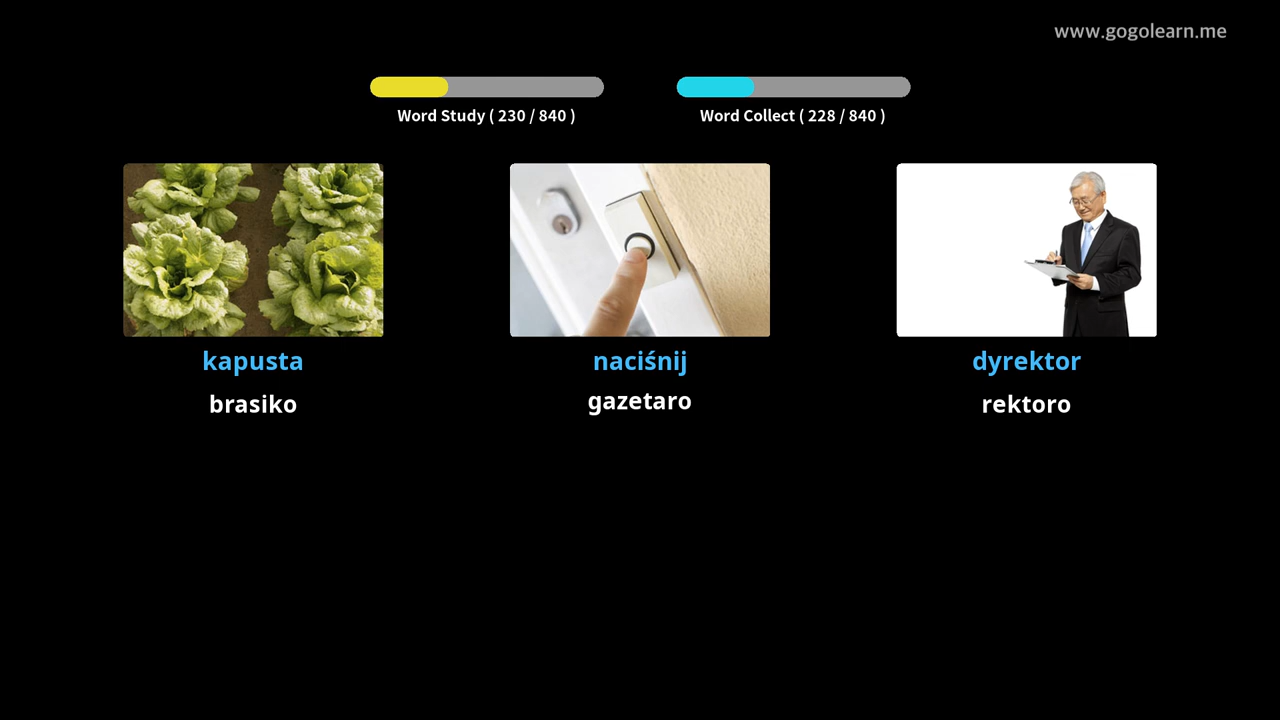 www.gogolearn.me
Word Study ( 230 / 840 )
Word Collect ( 228 / 840 )
kapusta
brasiko
naciśnij
gazetaro
dyrektor
rektoro